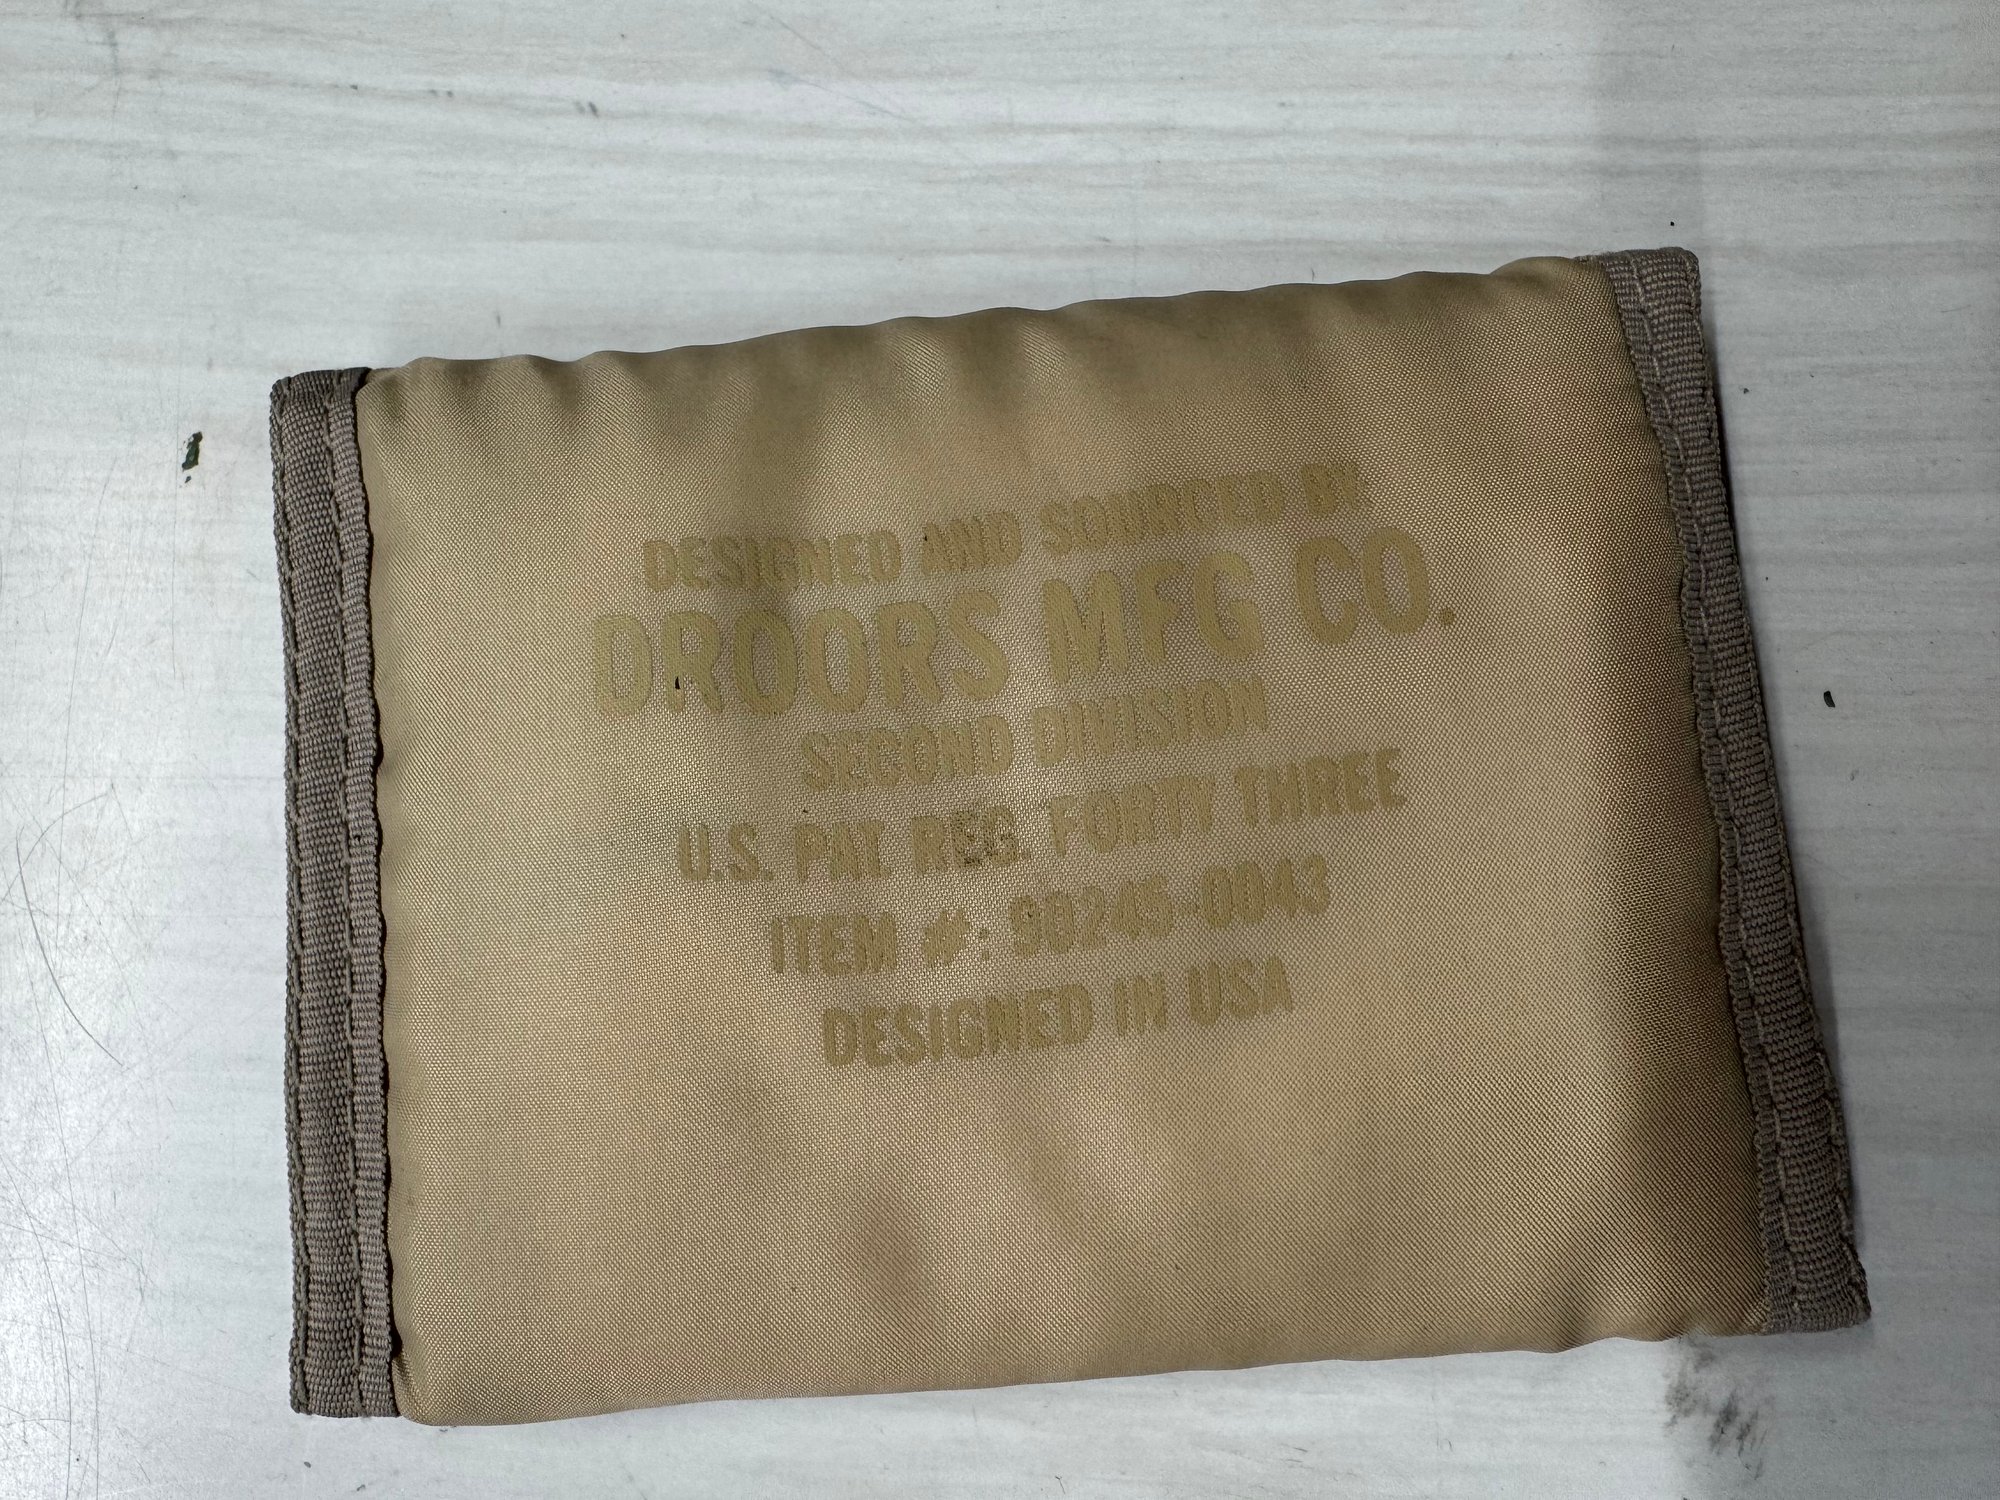 DESIGNED AND SOURCED BY
DROORS MFG CO.
SECOND DIVISION
U.S. PAT. REG. FORTY THREE
ITEM #: 90245-0043
DESIGNED IN USA